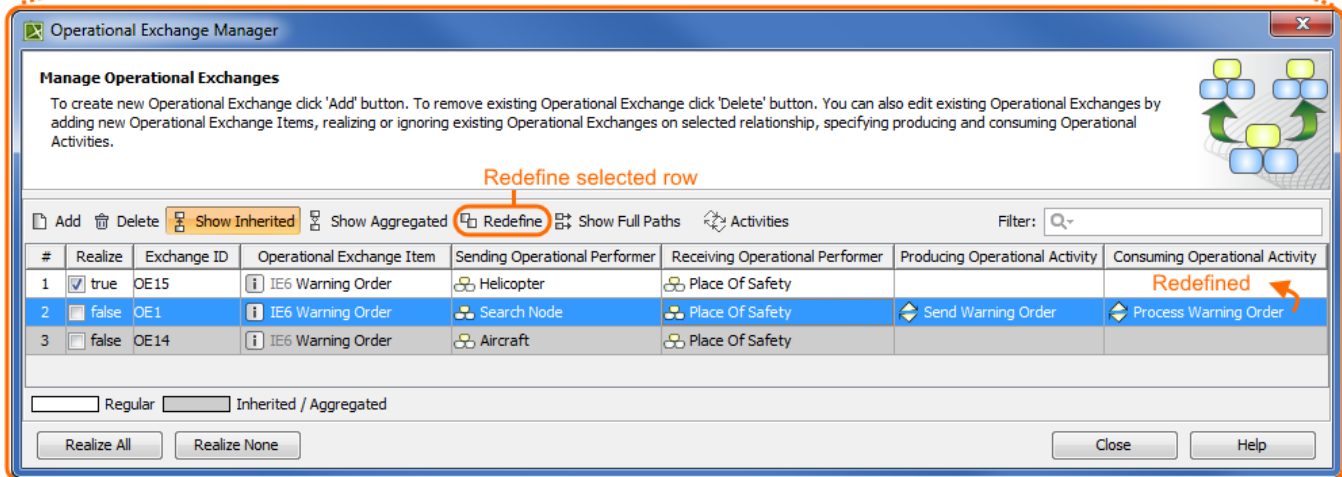 Operational Exchange Manager
x
Manage Operational Exchanges
To create new Operational Exchange click 'Add' button. To remove existing Operational Exchange click 'Delete' button. You can also edit existing Operational Exchanges by
adding new Operational Exchange Items, realizing or ignoring existing Operational Exchanges on selected relationship, specifying producing and consuming Operational
Activities.
Redefine selected row
Add Delete Show Inherited Show Aggregated Redefine Show Full Paths Activities Filter:
# Realize Exchange ID Operational Exchange Item Sending Operational Performer Receiving Operational Performer Producing Operational Activity Consuming Operational Activity
1 true OE15 i IE6 Warning Order Helicopter Place Of Safety Redefined
2 false OE1 i IE6 Warning Order Search Node Place Of Safety Send Warning Order Process Warning Order
3 false OE14 i IE6 Warning Order Aircraft Place Of Safety
Regular Inherited / Aggregated
Realize All Realize None Close Help